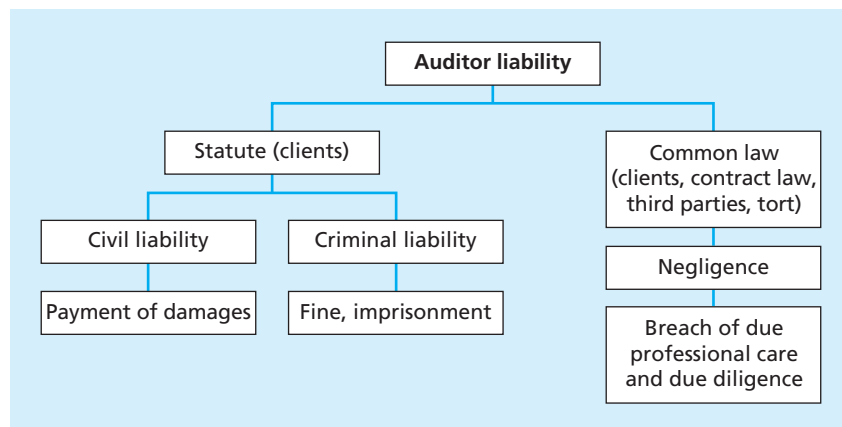 Auditor liability
Statute (clients)
Common law
(clients, contract law,
third parties, tort)
Civil liability
Criminal liability
Negligence
Payment of damages
Fine, imprisonment
Breach of due
professional care
and due diligence